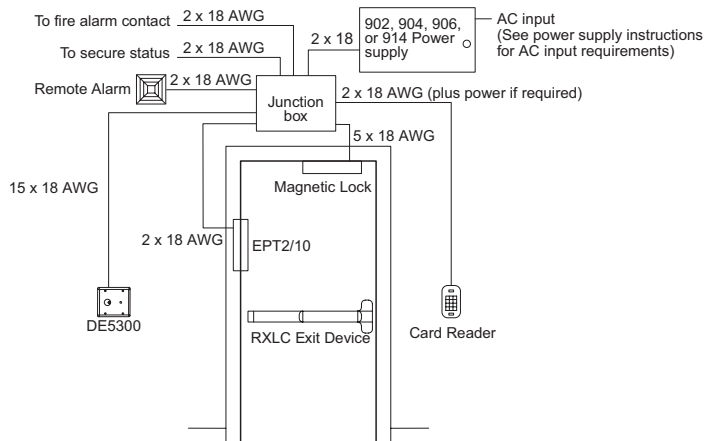 To fire alarm contact
2 x 18 AWG
To secure status
2 x 18 AWG
2 x 18
902, 904, 906,
or 914 Power
supply
AC input
(See power supply instructions
for AC input requirements)
Remote Alarm
2 x 18 AWG
Junction
box
2 x 18 AWG (plus power if required)
5 x 18 AWG
15 x 18 AWG
Magnetic Lock
2 x 18 AWG
EPT2/10
DE5300
RXLC Exit Device
Card Reader